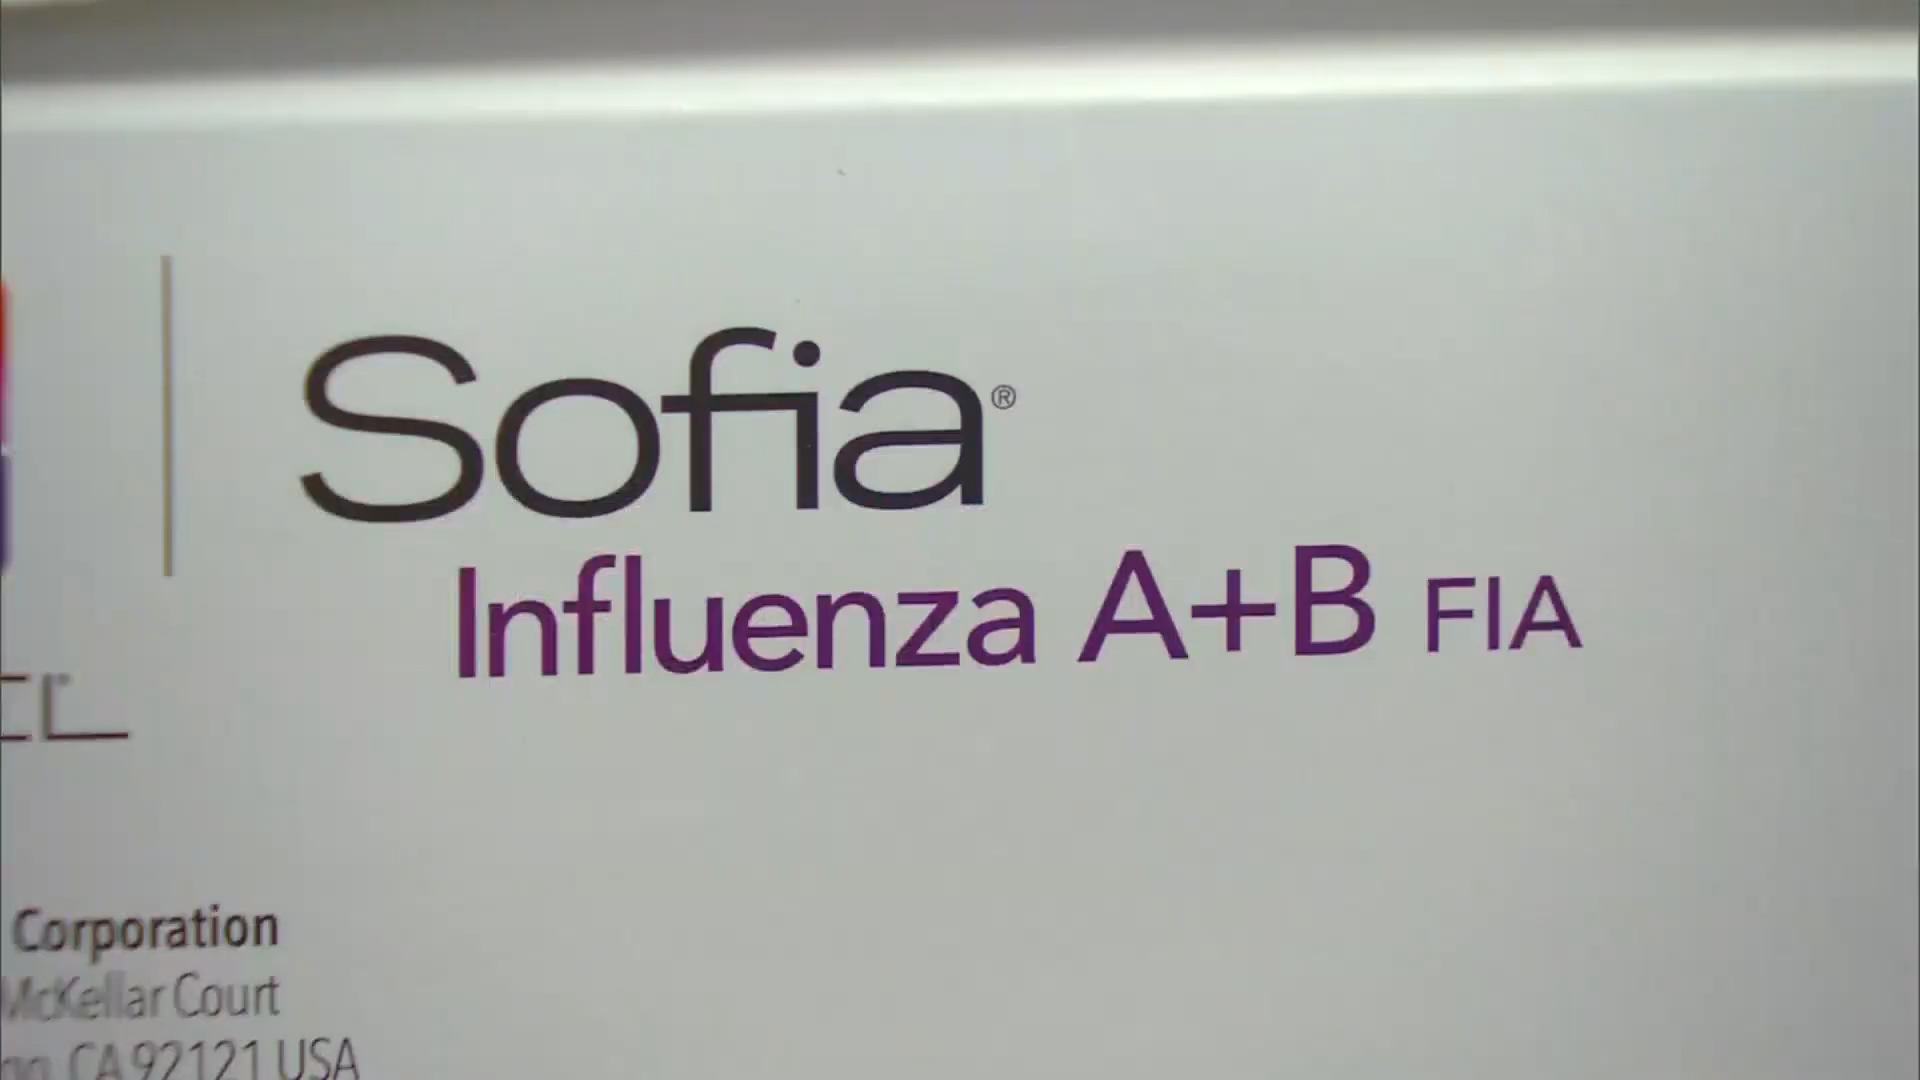 Sofia®
Influenza A+B FIA
Corporation
McKellar Court
CA 92121 USA